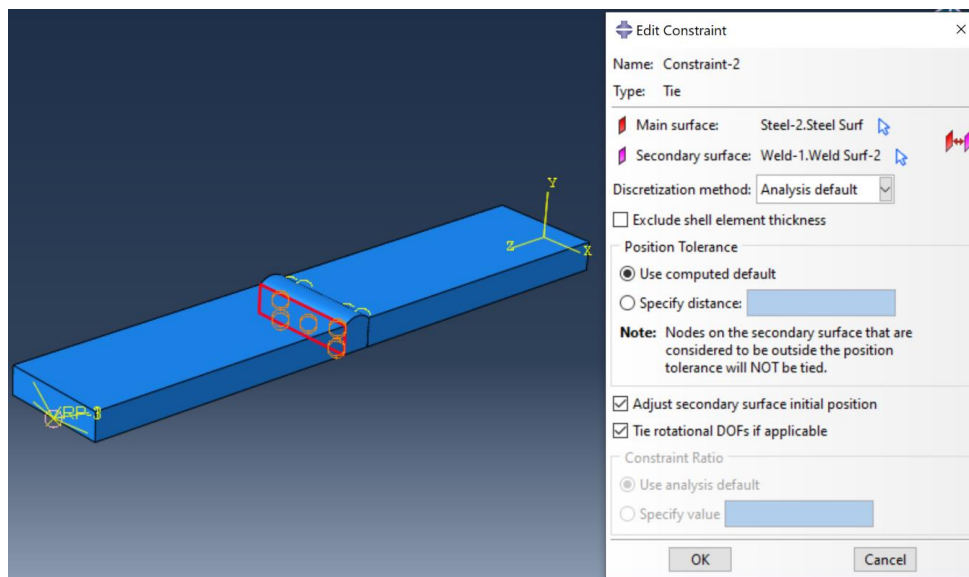 Edit Constraint
Name: Constraint-2
Type: Tie
Main surface: Steel-2.Steel Surf
Secondary surface: Weld-1.Weld Surf-2
Discretization method: Analysis default
Exclude shell element thickness
Position Tolerance
Use computed default
Specify distance:
Note: Nodes on the secondary surface that are
considered to be outside the position
tolerance will NOT be tied.
Adjust secondary surface initial position
Tie rotational DOFs if applicable
Constraint Ratio
Use analysis default
Specify value
OK Cancel
Y
Z
X
RP-3